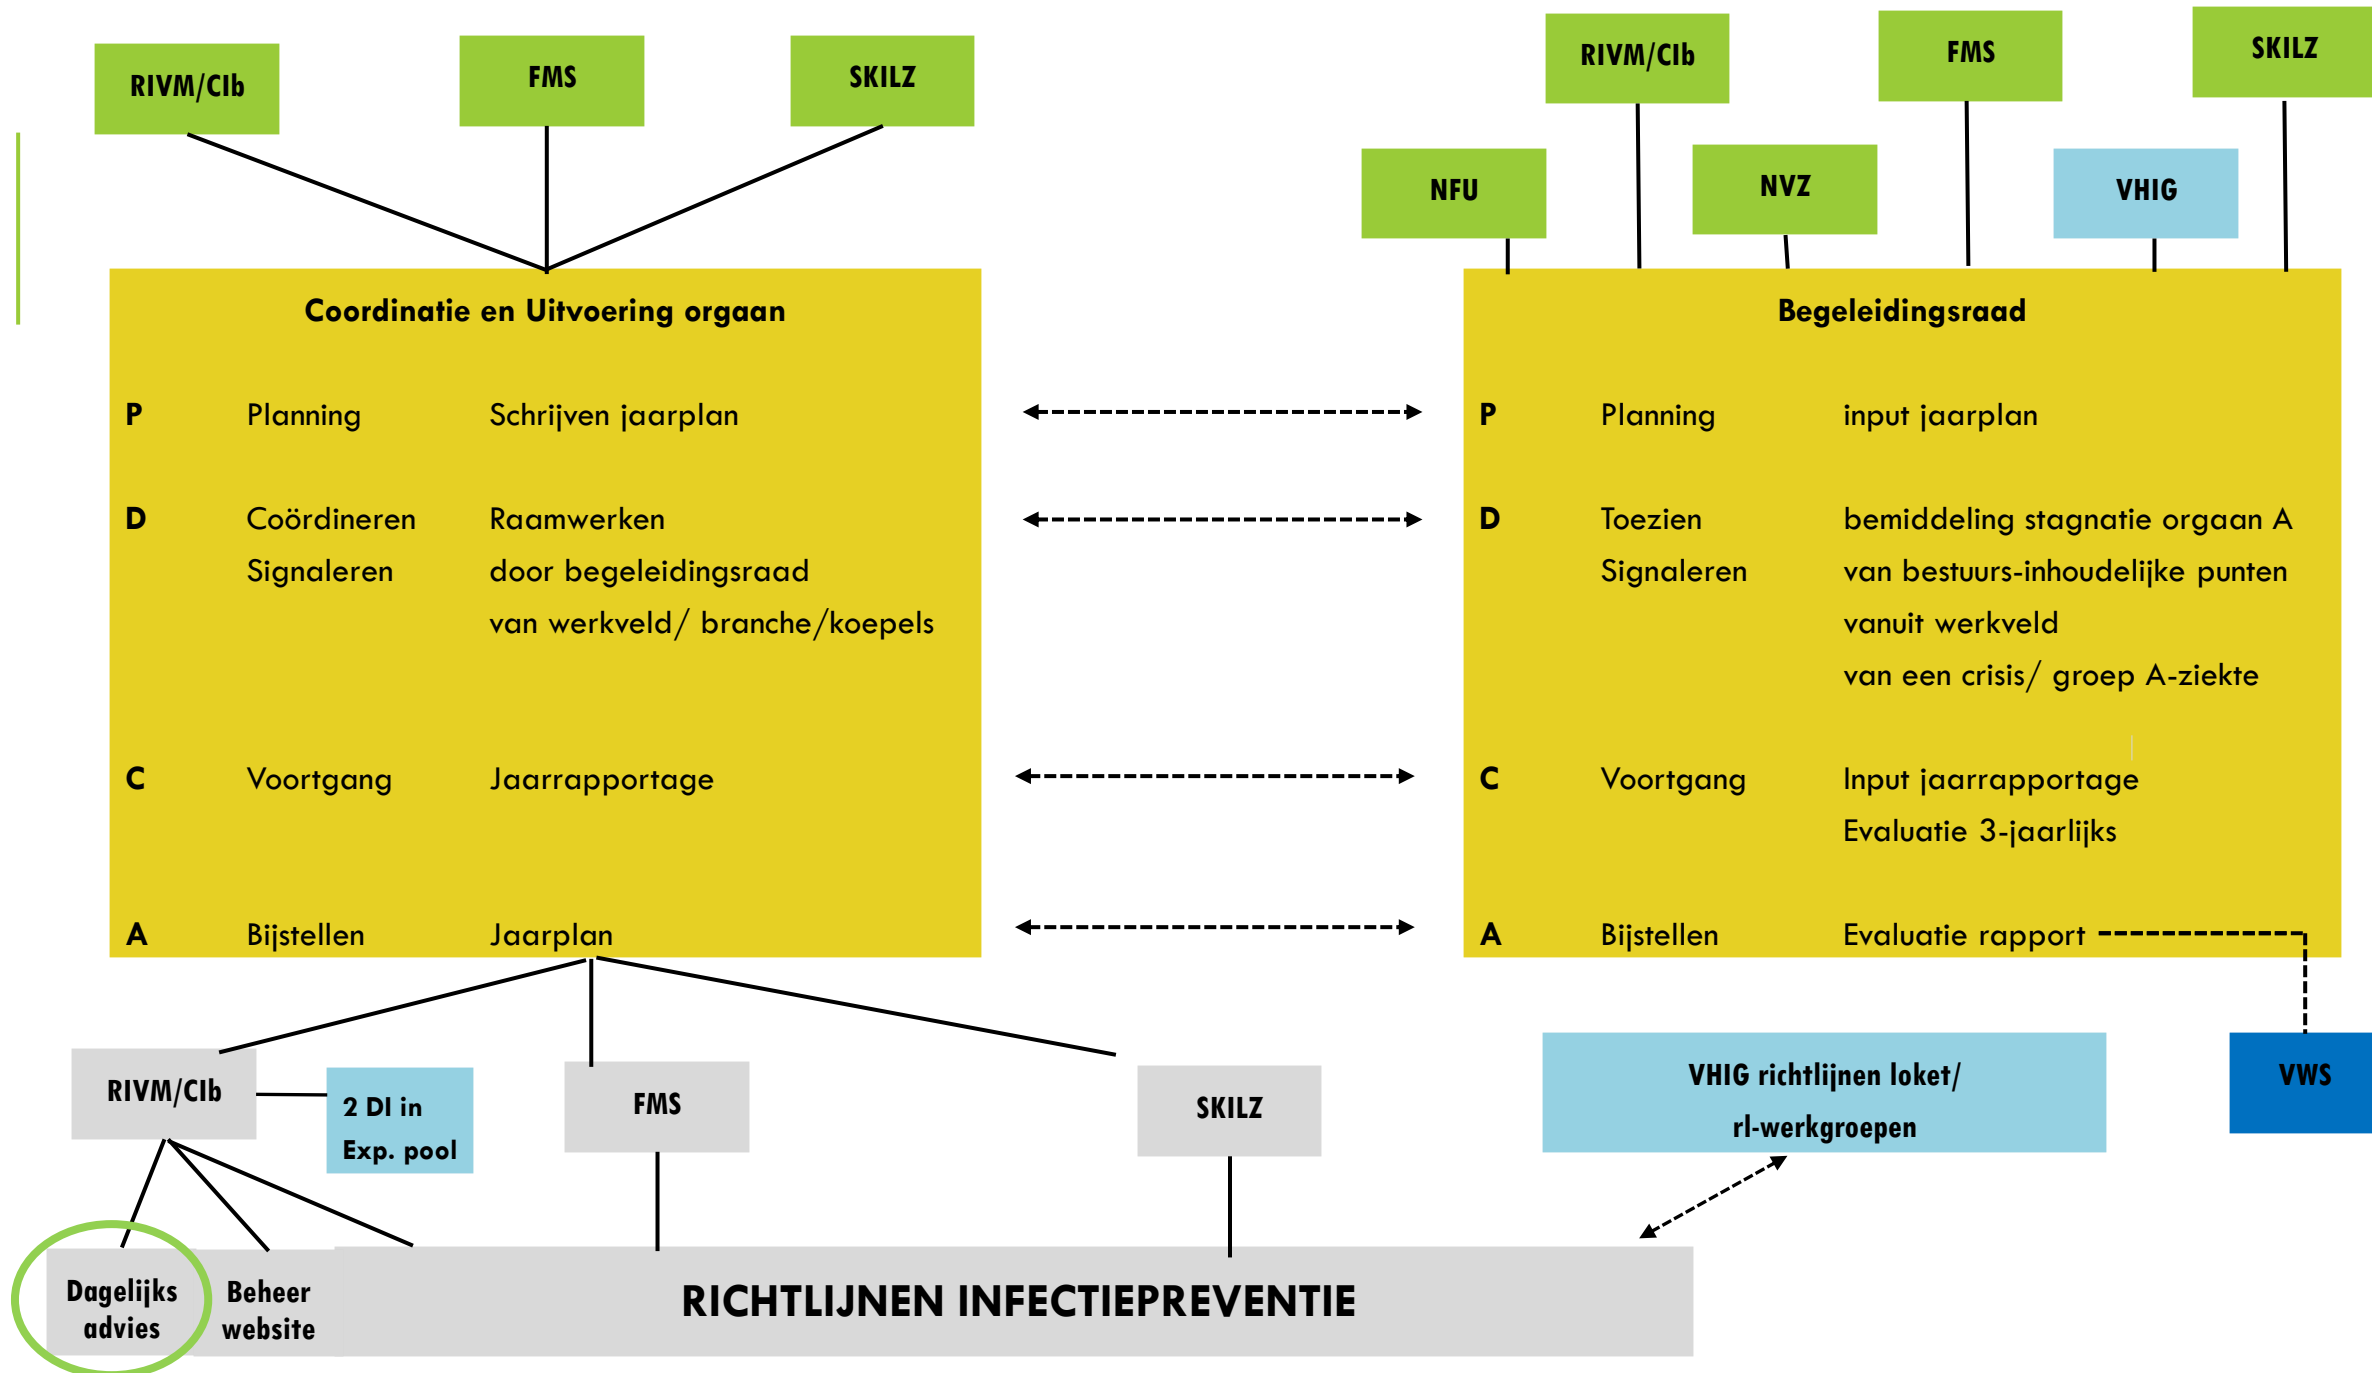 RIVM/CIb
FMS
SKILZ
RIVM/CIb
FMS
SKILZ
NFU
NVZ
VHIG
Coordinatie en Uitvoering orgaan
P Planning Schrijven jaarplan
D Coördineren Raamwerken
Signaleren door begeleidingsraad
van werkveld/ branche/koepels
C Voortgang Jaarrapportage
A Bijstellen Jaarplan
Begeleidingsraad
P Planning input jaarplan
D Toezien bemiddeling stagnatie orgaan A
Signaleren van bestuurs-inhoudelijke punten
vanuit werkveld
van een crisis/ groep A-ziekte
C Voortgang Input jaarrapportage
Evaluatie 3-jaarlijks
A Bijstellen Evaluatie rapport
RIVM/CIb
2 DI in
Exp. pool
FMS
SKILZ
VHIG richtlijnen loket/
rl-werkgroepen
VWS
Dagelijks
advies
Beheer
website
RICHTLIJNEN INFECTIEPREVENTIE